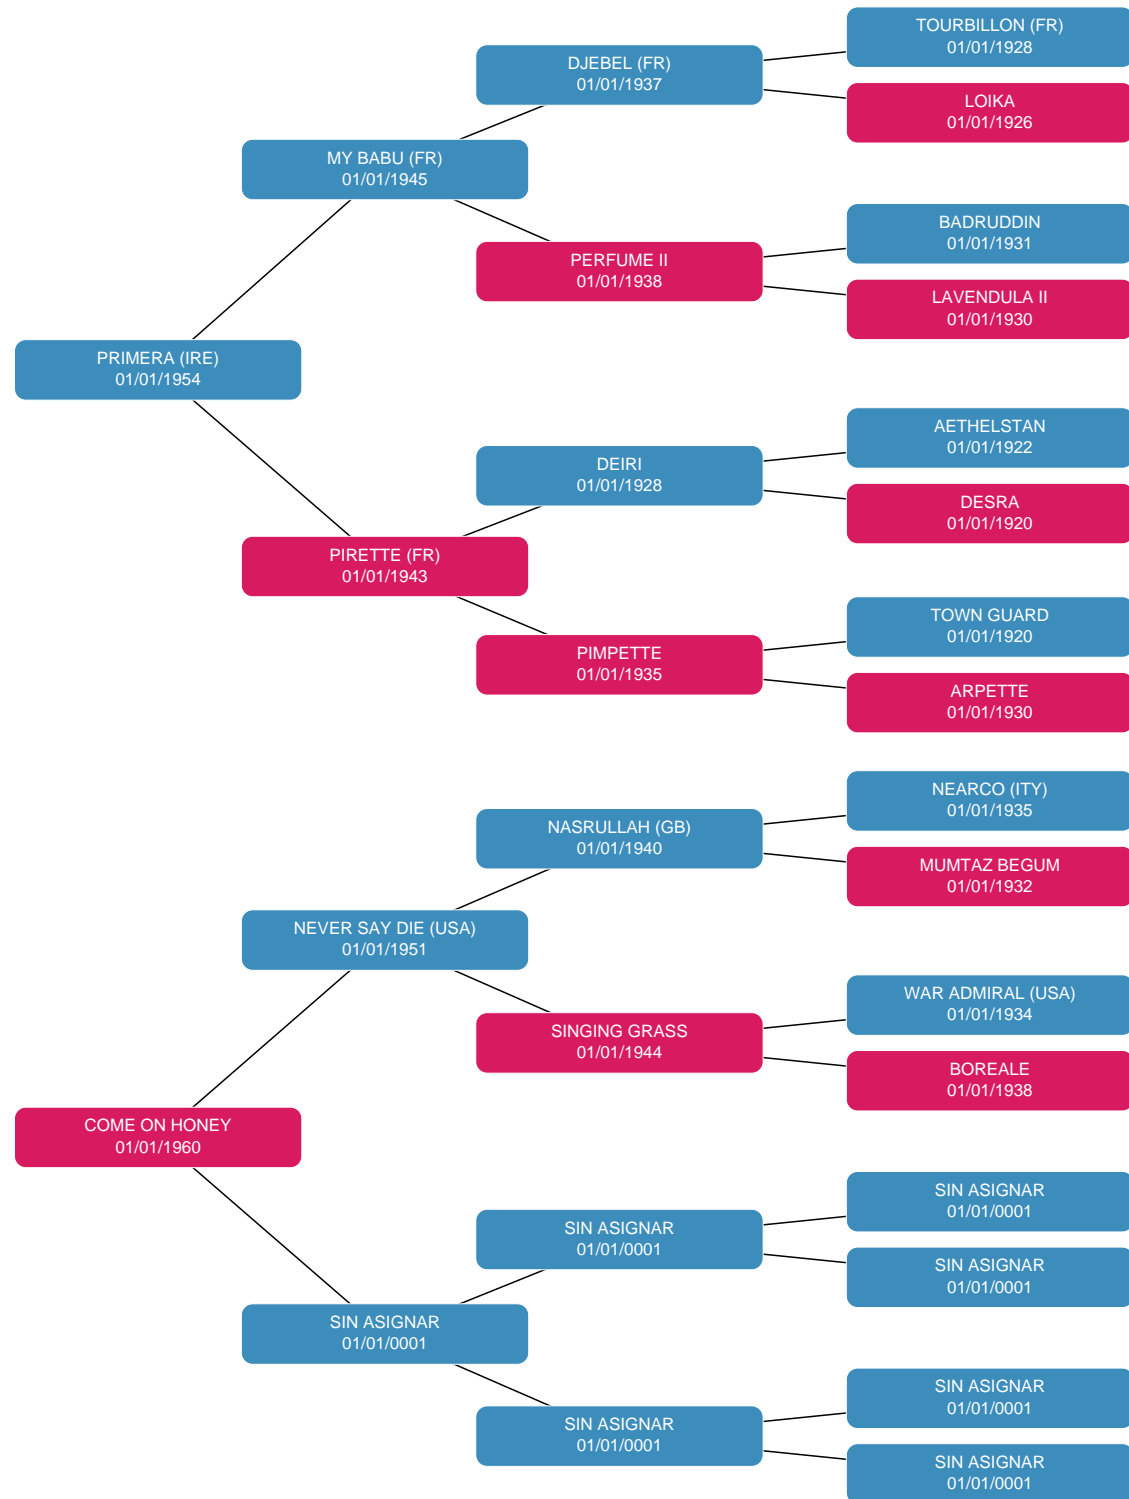 TOURBILLON (FR)
01/01/1928
DJEBEL (FR)
01/01/1937
LOIKA
01/01/1926
MY BABU (FR)
01/01/1945
BADRUDDIN
01/01/1931
PERFUME II
01/01/1938
LAVENDULA II
01/01/1930
PRIMERA (IRE)
01/01/1954
AETHELSTAN
01/01/1922
DEIRI
01/01/1928
DESRA
01/01/1920
PIRETTE (FR)
01/01/1943
TOWN GUARD
01/01/1920
PIMPETTE
01/01/1935
ARPETTE
01/01/1930
NEARCO (ITY)
01/01/1935
NASRULLAH (GB)
01/01/1940
MUMTAZ BEGUM
01/01/1932
NEVER SAY DIE (USA)
01/01/1951
WAR ADMIRAL (USA)
01/01/1934
SINGING GRASS
01/01/1944
BOREALE
01/01/1938
COME ON HONEY
01/01/1960
SIN ASIGNAR
01/01/0001
SIN ASIGNAR
01/01/0001
SIN ASIGNAR
01/01/0001
SIN ASIGNAR
01/01/0001
SIN ASIGNAR
01/01/0001
SIN ASIGNAR
01/01/0001
SIN ASIGNAR
01/01/0001